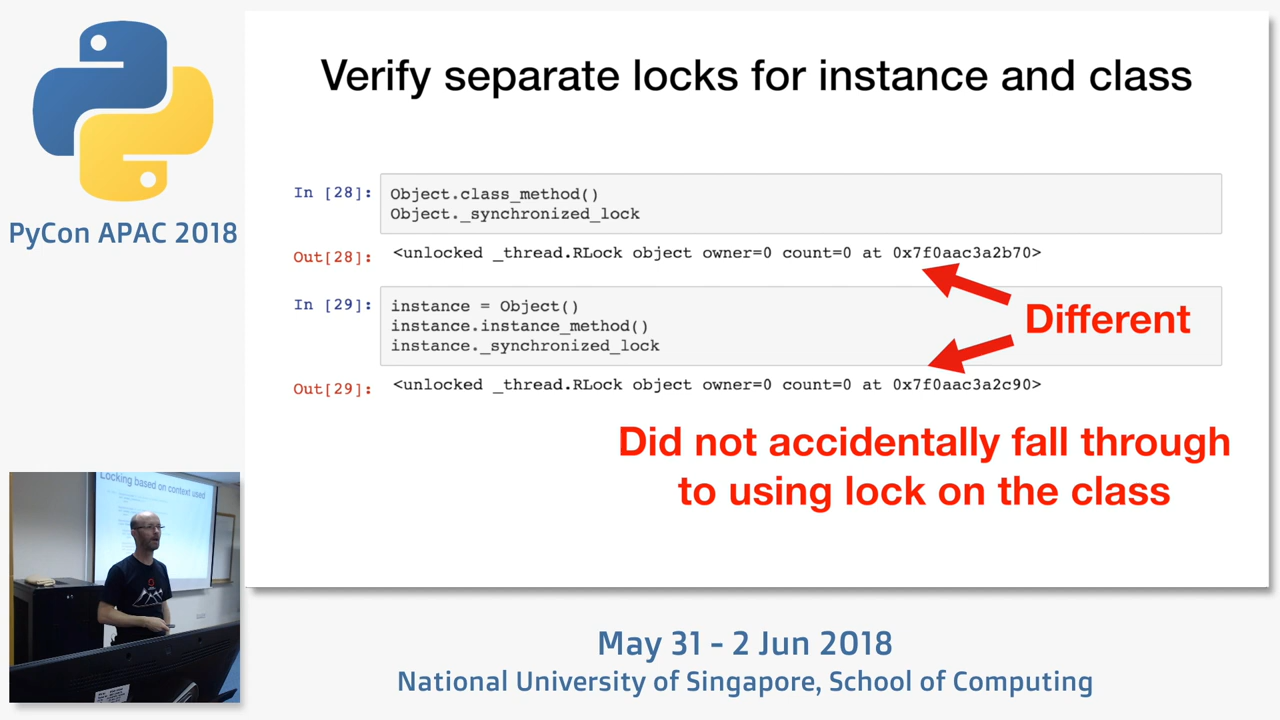 Verify separate locks for instance and class
In [28]:
Object.class_method()
Object._synchronized_lock
Out[28]:
<unlocked _thread.RLock object owner=0 count=0 at 0x7f0aac3a2b70>
In [29]:
instance = Object()
instance.instance_method()
instance._synchronized_lock
Different
Out[29]:
<unlocked _thread.RLock object owner=0 count=0 at 0x7f0aac3a2c90>
Did not accidentally fall through
to using lock on the class
PyCon APAC 2018
Locking based on context used
May 31 - 2 Jun 2018
National University of Singapore, School of Computing